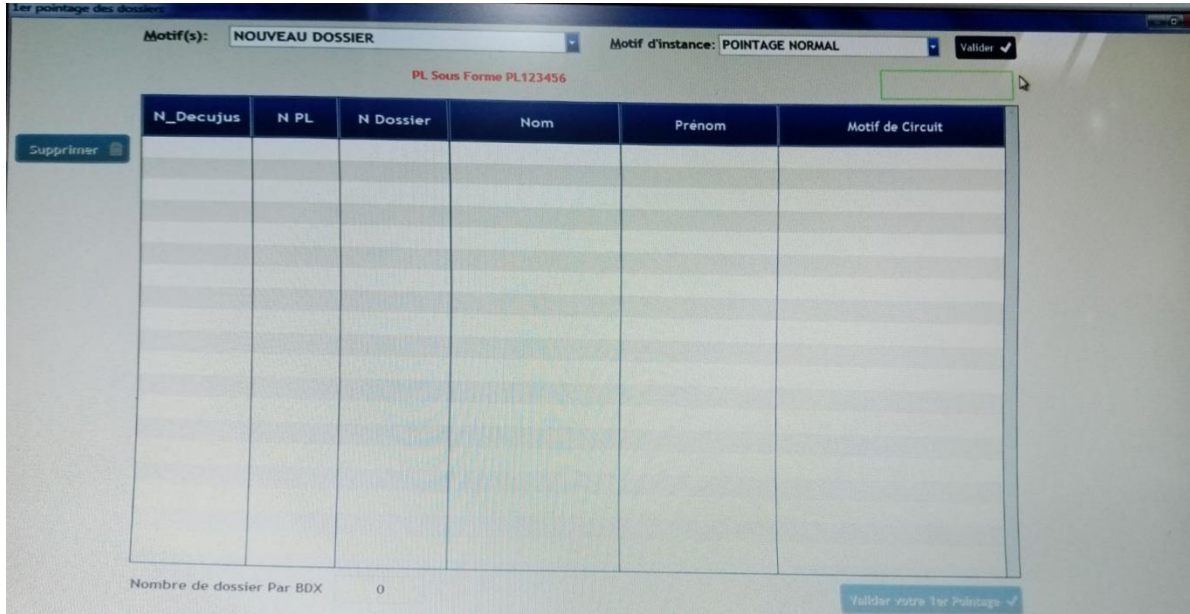 1er pointage des dossiers
Motif(s): NOUVEAU DOSSIER Motif d'instance: POINTAGE NORMAL Valider
PL Sous Forme PL123456
N_Decujus N PL N Dossier Nom Prénom Motif de Circuit
Supprimer
Nombre de dossier Par BDX 0
Valider votre 1er Pointage